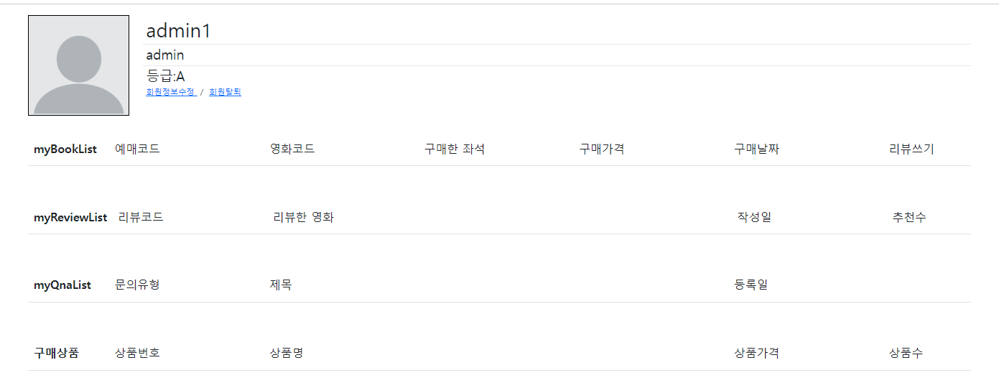 admin1
admin
등급:A
회원정보수정 / 회원탈퇴
myBookList 예매코드 영화코드 구매한 좌석 구매가격 구매날짜 리뷰쓰기
myReviewList 리뷰코드 리뷰한 영화 작성일 추천수
myQnaList 문의유형 제목 등록일
구매상품 상품번호 상품명 상품가격 상품수